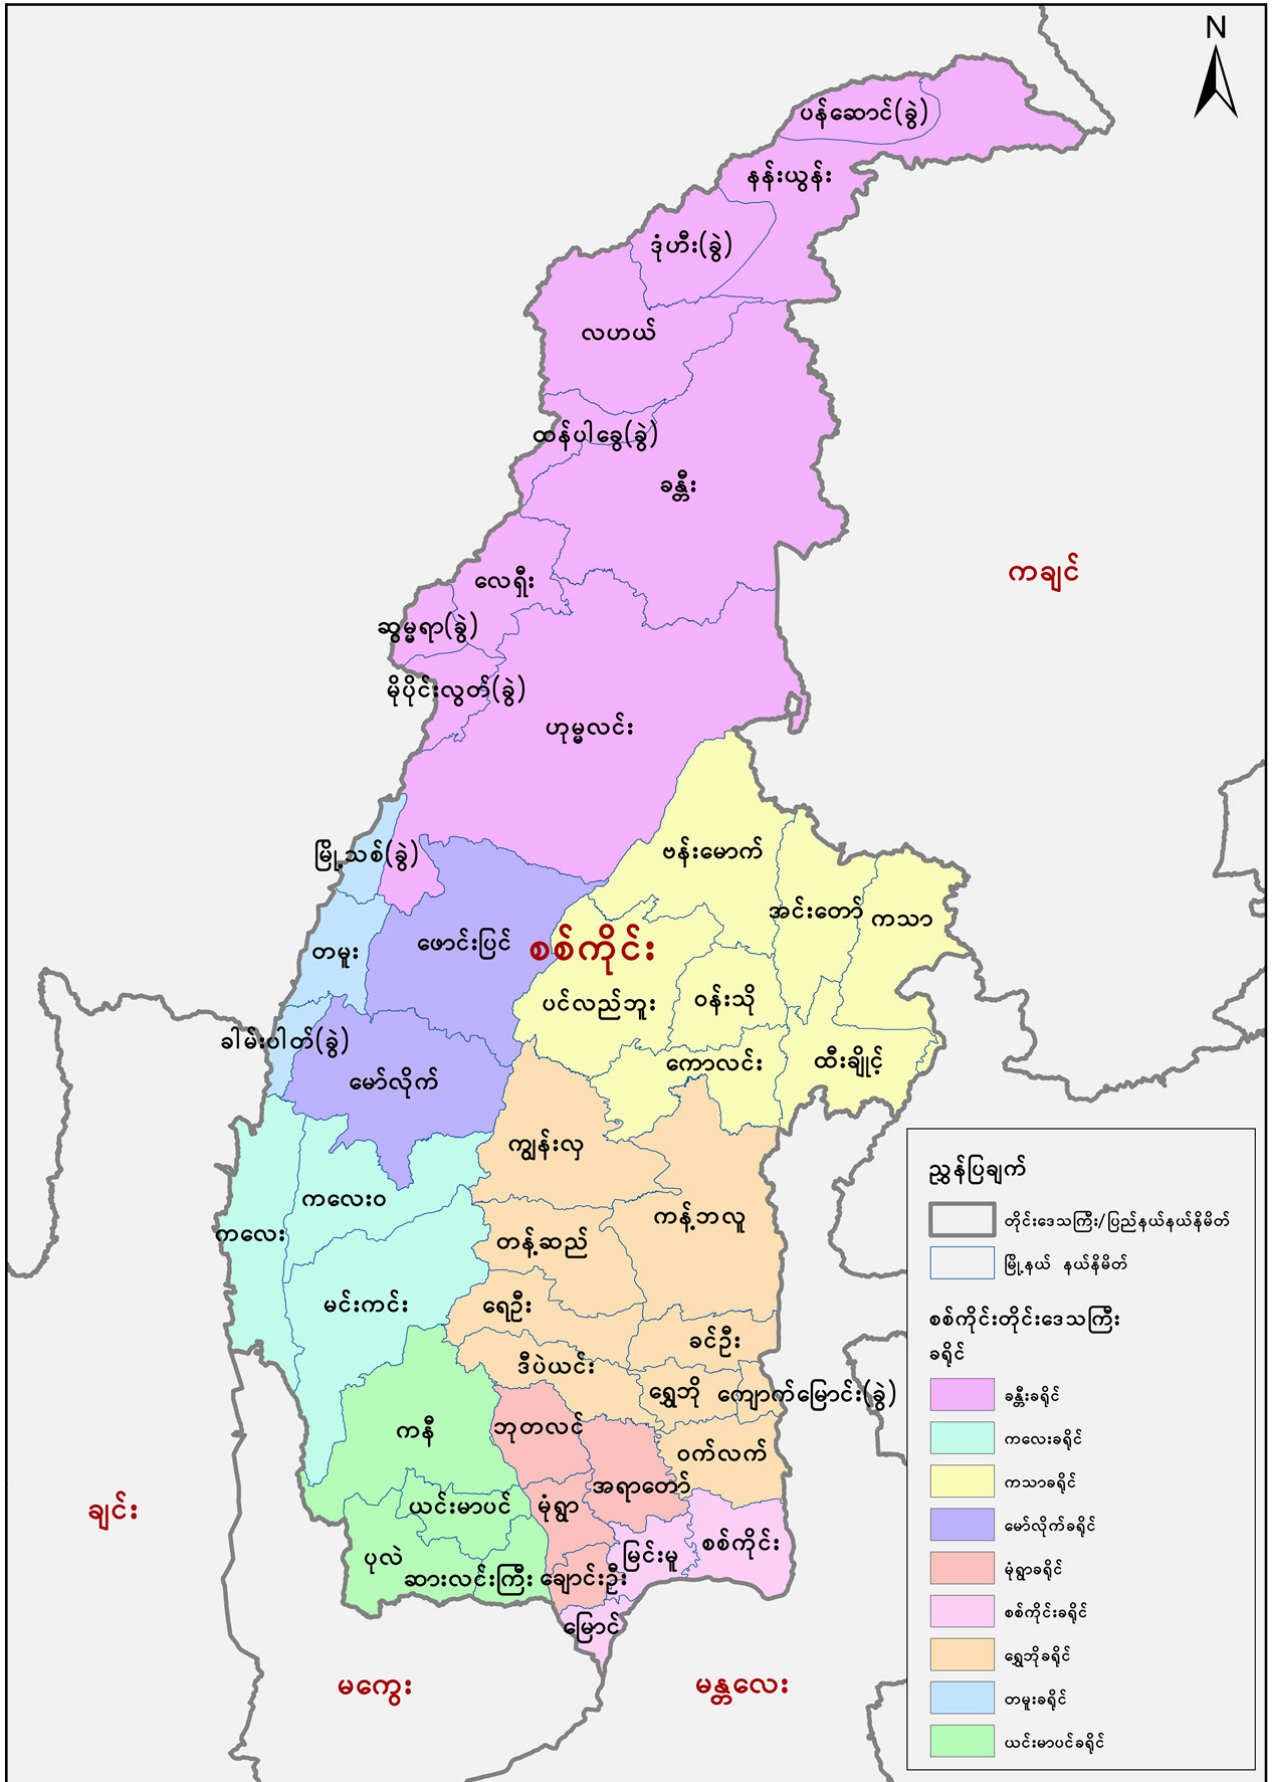 N
ပန်ဆောင်(ခွဲ)
နန်းယွန်း
ဒုံဟီး(ခွဲ)
လဟယ်
ထန်ပါခွေ(ခွဲ)
ခန္တီး
ကချင်
လေရှီး
ဆွမ္မရာ(ခွဲ)
မိုပိုင်းလွတ်(ခွဲ)
ဟုမ္မလင်း
ဗန်းမောက်
မြို့သစ်(ခွဲ)
အင်းတော်
ကသာ
ဖောင်းပြင်
စစ်ကိုင်း
တမူး
ပင်လည်ဘူး
ဝန်းသို
ခါမ်းပါတ်(ခွဲ)
ကောလင်း
ထီးချိုင့်
မော်လိုက်
ကျွန်းလှ
ကလေးဝ
ကန့်ဘလူ
ကလေး
တန့်ဆည်
မင်းကင်း
ရေဦး
ခင်ဦး
ဒီပဲယင်း
ရွှေဘို
ကျောက်မြောင်း(ခွဲ)
ကနီ
ဘုတလင်
ဝက်လက်
အရာတော်
ယင်းမာပင်
မုံရွာ
ချင်း
စစ်ကိုင်း
မြင်းမူ
ပုလဲ
ဆားလင်းကြီး
ချောင်းဦး
မြောင်
မကွေး
မန္တလေး
ညွှန်ပြချက်
တိုင်းဒေသကြီး/ပြည်နယ်နယ်နိမိတ်
မြို့နယ် နယ်နိမိတ်
စစ်ကိုင်းတိုင်းဒေသကြီး
ခရိုင်
ခန္တီးခရိုင်
ကလေးခရိုင်
ကသာခရိုင်
မော်လိုက်ခရိုင်
မုံရွာခရိုင်
စစ်ကိုင်းခရိုင်
ရွှေဘိုခရိုင်
တမူးခရိုင်
ယင်းမာပင်ခရိုင်